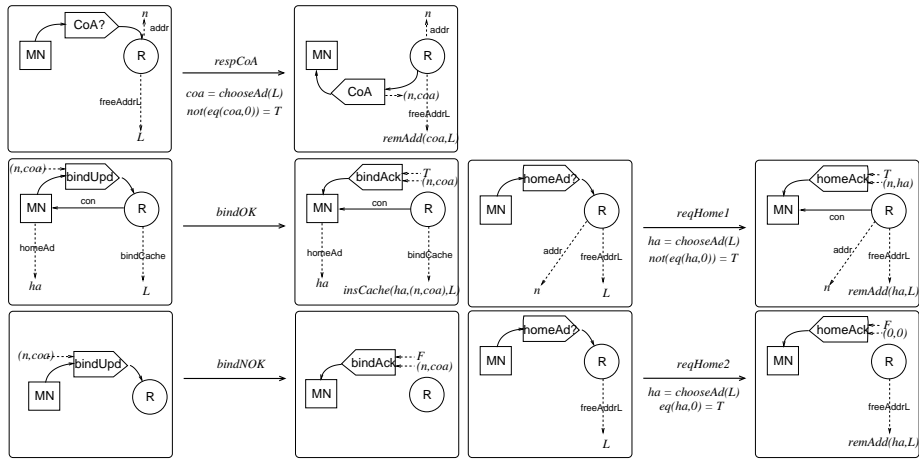 n
CoA?
addr
MN
R
freeAddrL
L
respCoA
coa = chooseAd(L)
not(eq(coa,0)) = T
n
addr
MN
R
CoA
(n,coa)
freeAddrL
remAdd(coa,L)
(n,coa)
bindUpd
MN
con
R
homeAd
bindCache
ha
L
bindOK
bindAck
T
(n,coa)
MN
con
R
homeAd
bindCache
ha
insCache(ha,(n,coa),L)
homeAd?
MN
R
addr
freeAddrL
n
L
reqHome1
ha = chooseAd(L)
not(eq(ha,0)) = T
homeAck
T
(n,ha)
MN
con
R
addr
freeAddrL
n
remAdd(ha,L)
(n,coa)
bindUpd
MN
R
bindNOK
bindAck
F
(n,coa)
MN
R
homeAd?
MN
R
freeAddrL
L
reqHome2
ha = chooseAd(L)
eq(ha,0) = T
homeAck
F
(0,0)
MN
R
freeAddrL
remAdd(ha,L)